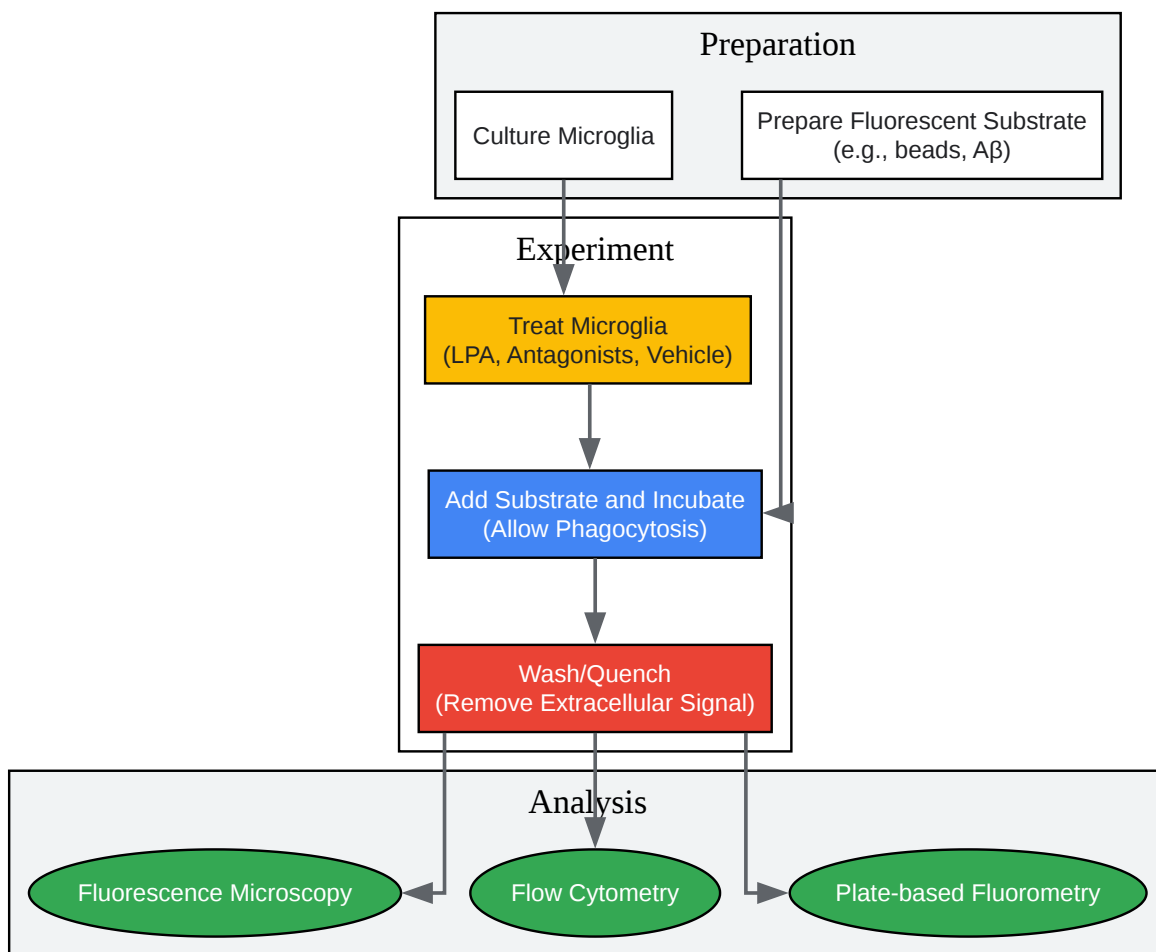 Preparation
Culture Microglia
Prepare Fluorescent Substrate
(e.g., beads, Aβ)
Experiment
Treat Microglia
(LPA, Antagonists, Vehicle)
Add Substrate and Incubate
(Allow Phagocytosis)
Wash/Quench
(Remove Extracellular Signal)
Analysis
Fluorescence Microscopy
Flow Cytometry
Plate-based Fluorometry